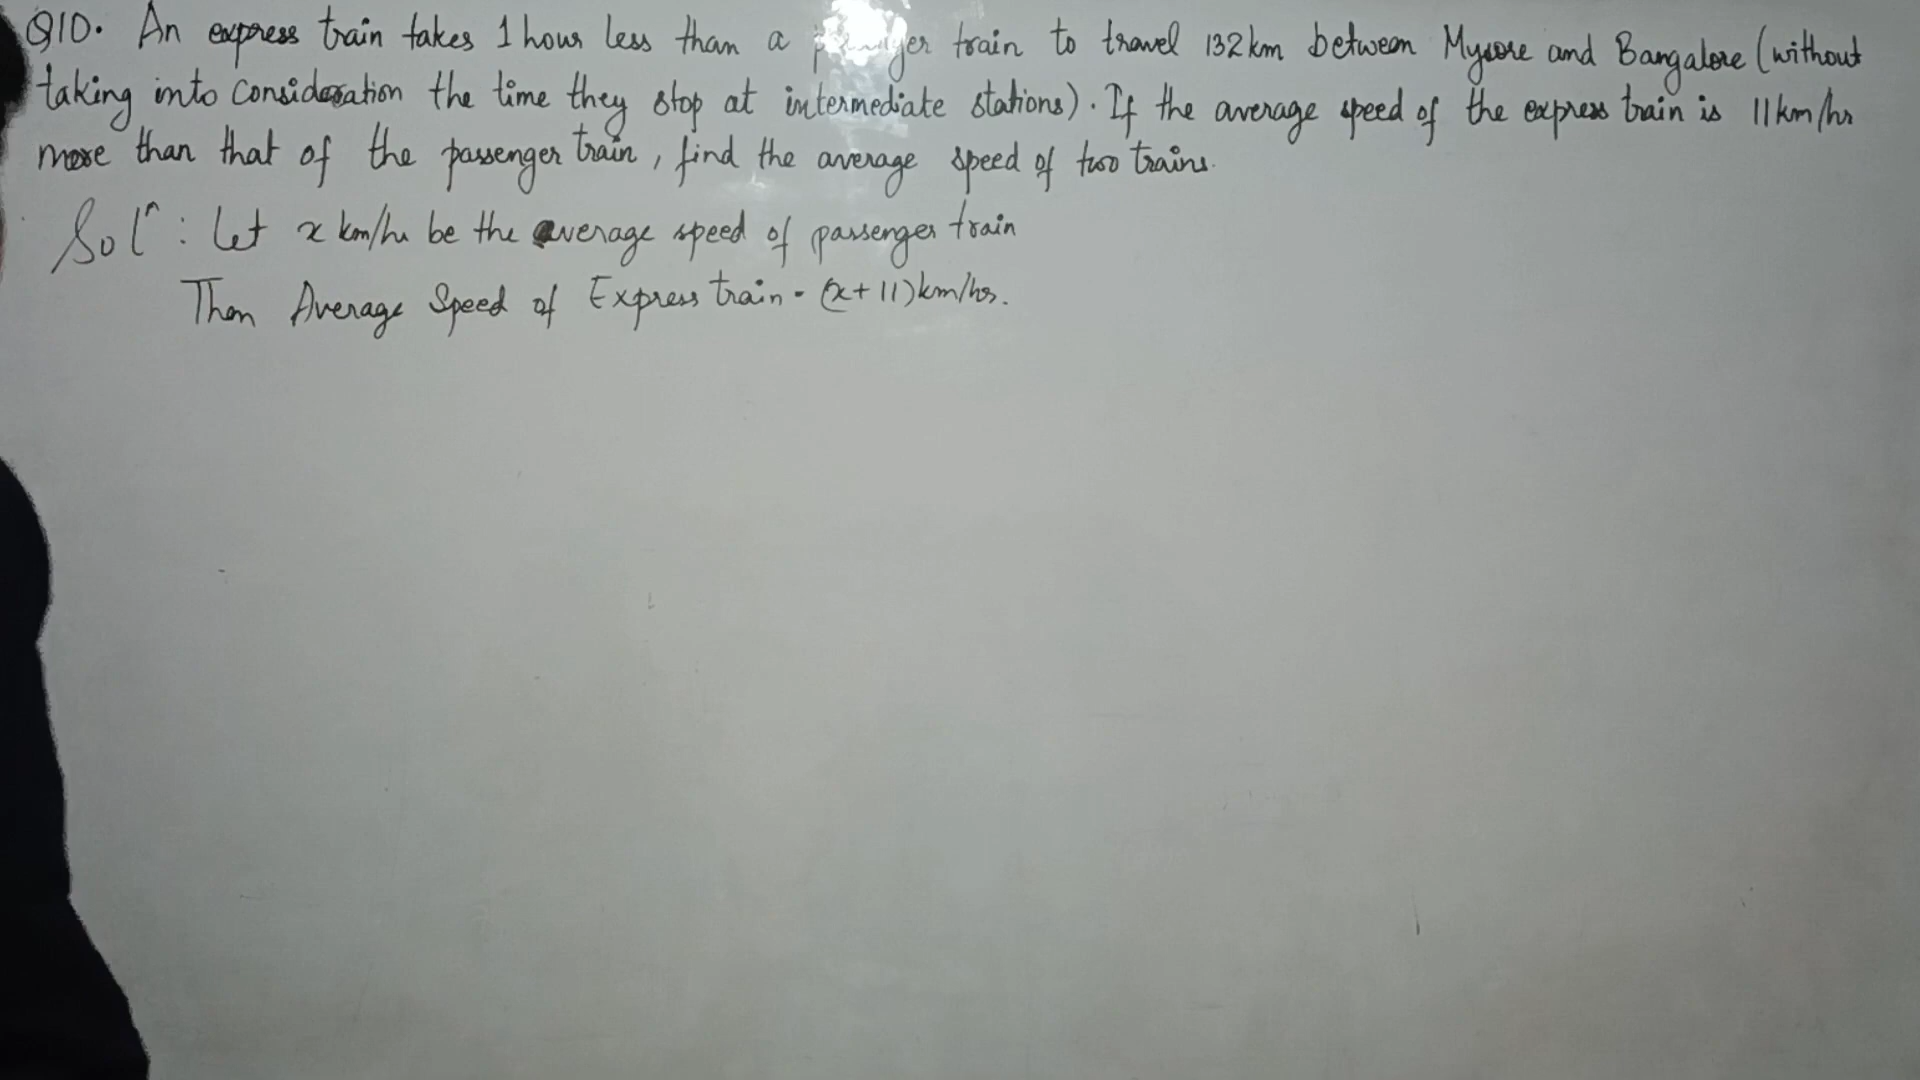 Q10. An express train takes 1 hour less than a train to travel 132 km between Mysore and Bangalore (without
taking into consideration the time they stop at intermediate stations). If the average speed of the express train is 11 km/hr
more than that of the passenger train, find the average speed of two trains.
Solⁿ: Let x km/hr be the average speed of passenger train
Then Average Speed of Express train = (x+11) km/hr.